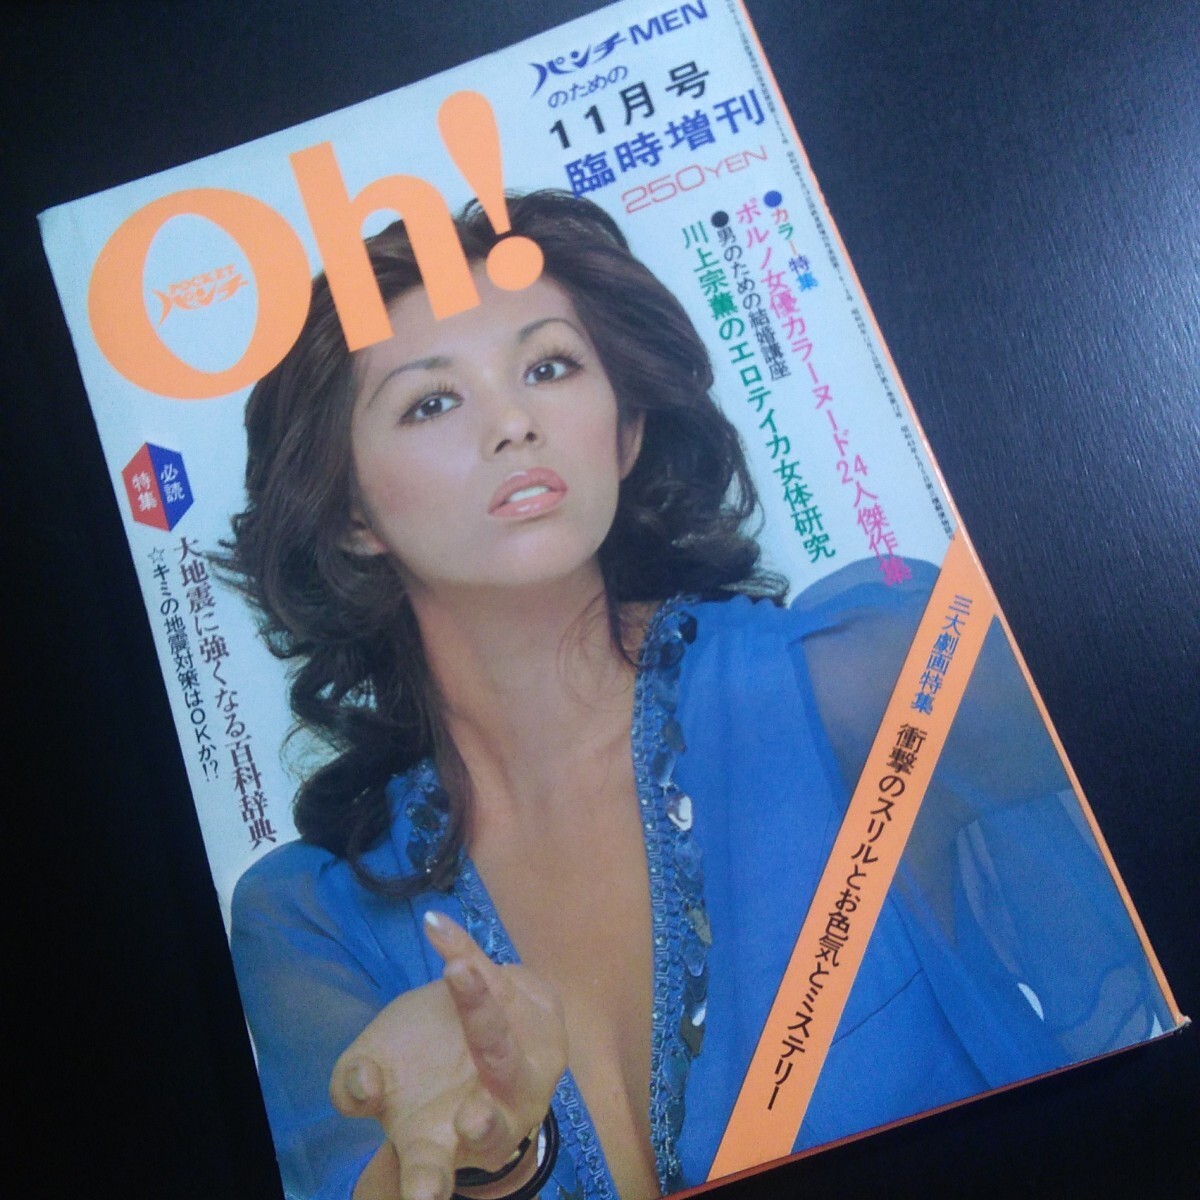 パンチMEN
のための
11月号
臨時増刊
250YEN
Oh!
POCKET
パンチ
●カラー特集
ポルノ女優カラーヌード24人傑作集
●男のための結婚講座
川上宗薫のエロティカ女体研究
必読
特集
大地震に強くなる百科辞典
☆キミの地震対策はOKか!?
三大劇画特集 衝撃のスリルとお色気とミステリー